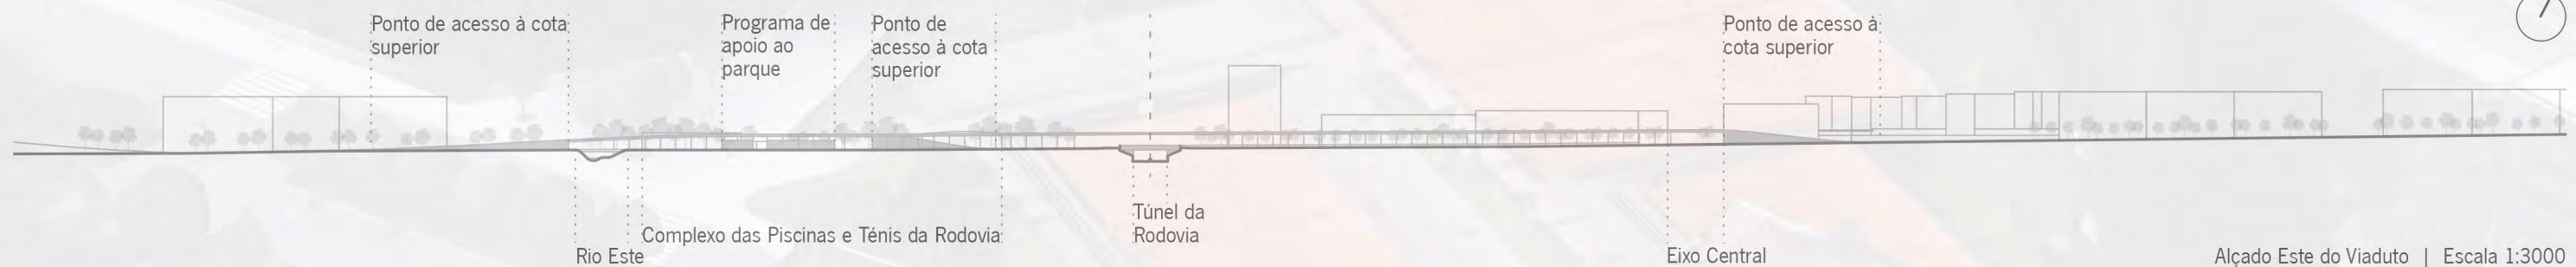 Ponto de acesso à cota
superior
Programa de
apoio ao
parque
Ponto de
acesso à cota
superior
Ponto de acesso à
cota superior
Túnel da
Rodovia
Complexo das Piscinas e Ténis da Rodovia
Rio Este
Eixo Central
Alçado Este do Viaduto | Escala 1:3000